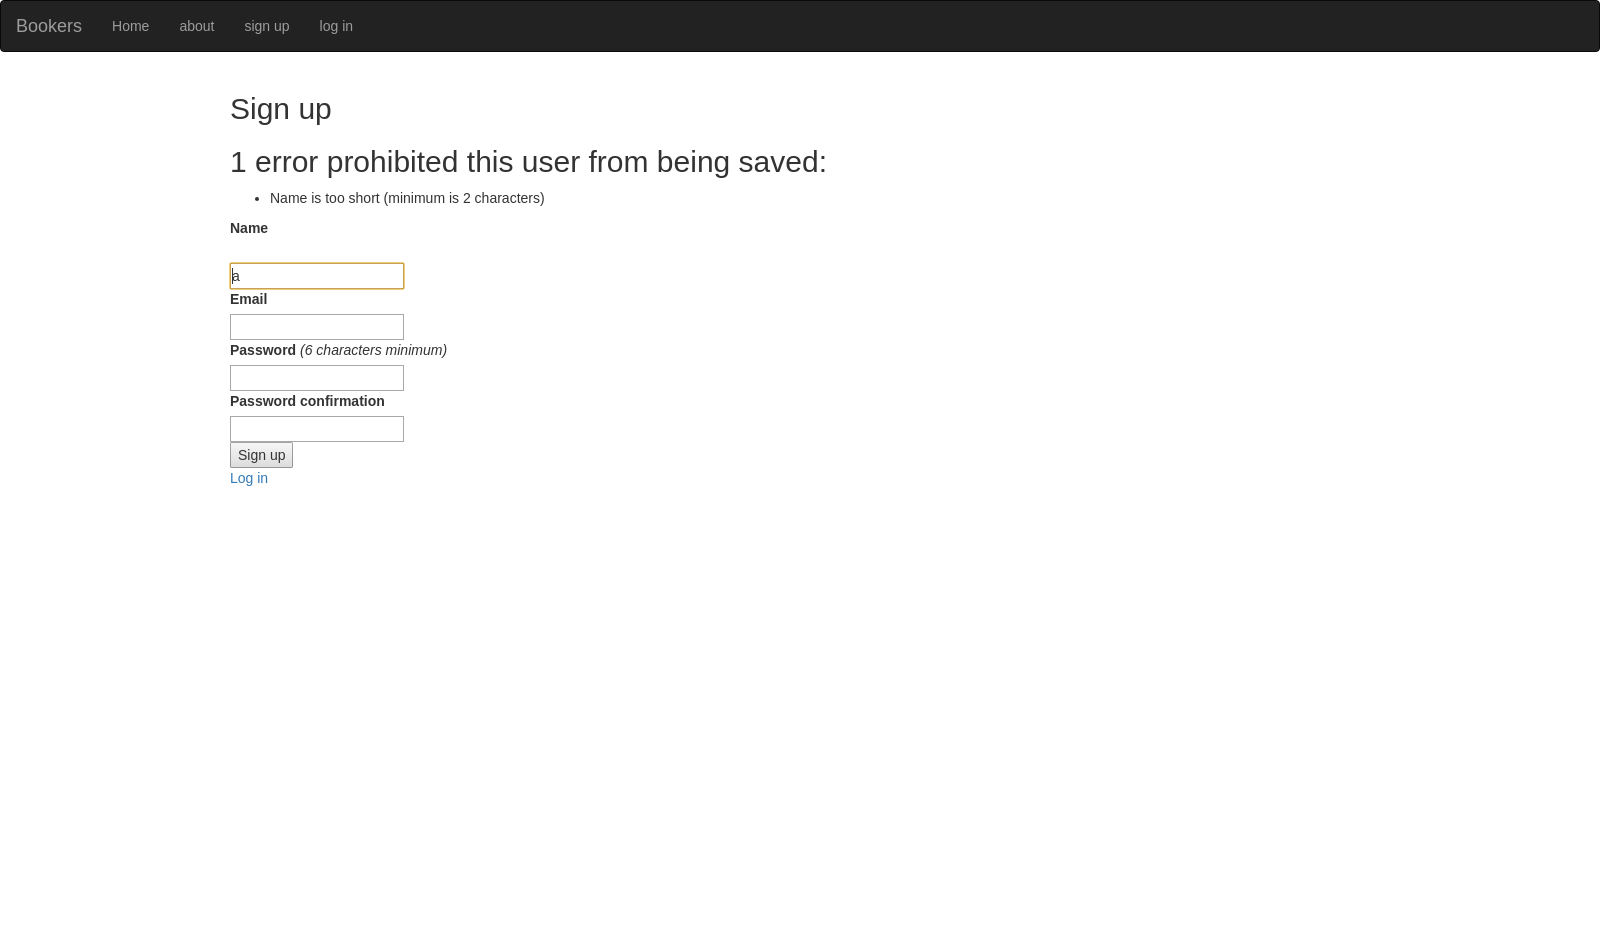 Bookers Home about sign up log in
Sign up
1 error prohibited this user from being saved:
• Name is too short (minimum is 2 characters)
Name
a
Email
Password (6 characters minimum)
Password confirmation
Sign up
Log in